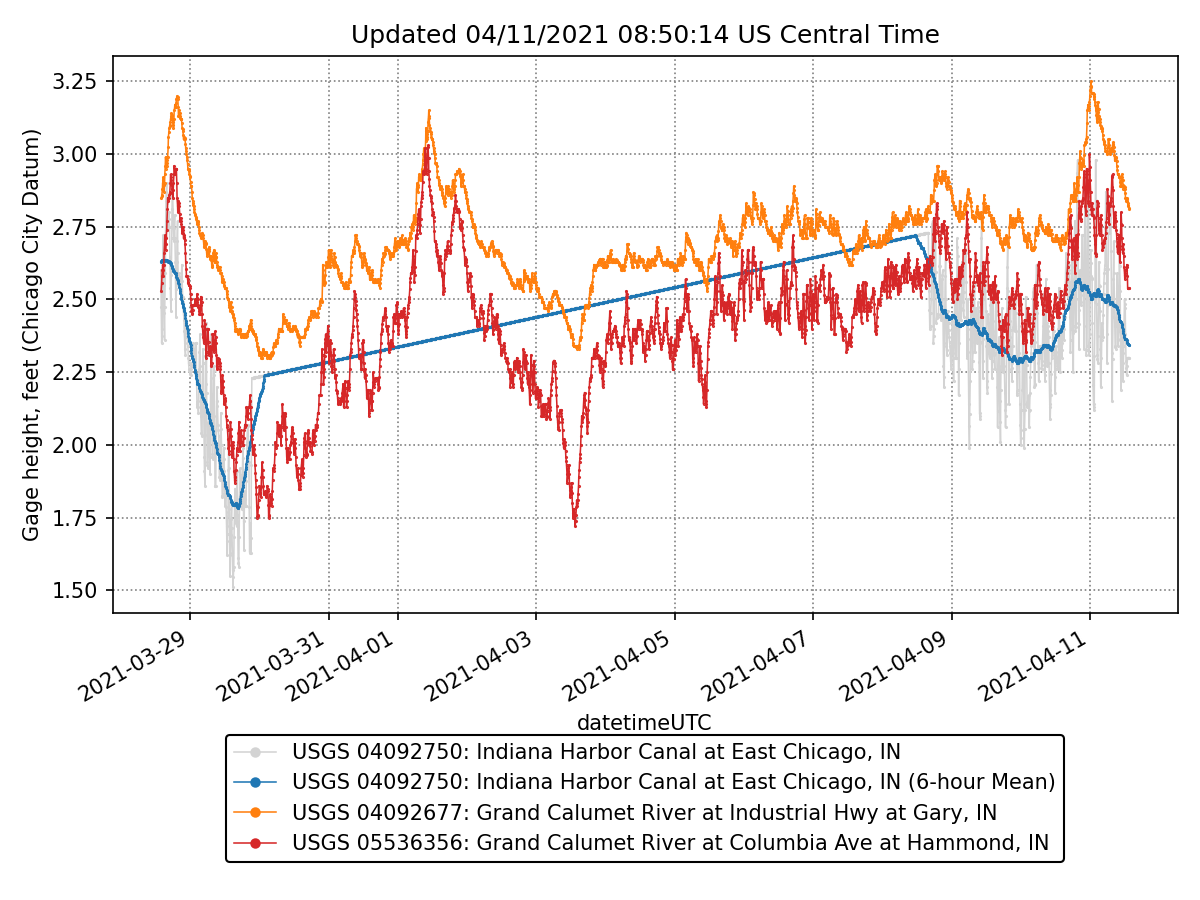 Updated 04/11/2021 08:50:14 US Central Time
Gage height, feet (Chicago City Datum)
3.25
3.00
2.75
2.50
2.25
2.00
1.75
1.50
2021-03-29
2021-03-31
2021-04-01
2021-04-03
2021-04-05
2021-04-07
2021-04-09
2021-04-11
datetimeUTC
USGS 04092750: Indiana Harbor Canal at East Chicago, IN
USGS 04092750: Indiana Harbor Canal at East Chicago, IN (6-hour Mean)
USGS 04092677: Grand Calumet River at Industrial Hwy at Gary, IN
USGS 05536356: Grand Calumet River at Columbia Ave at Hammond, IN